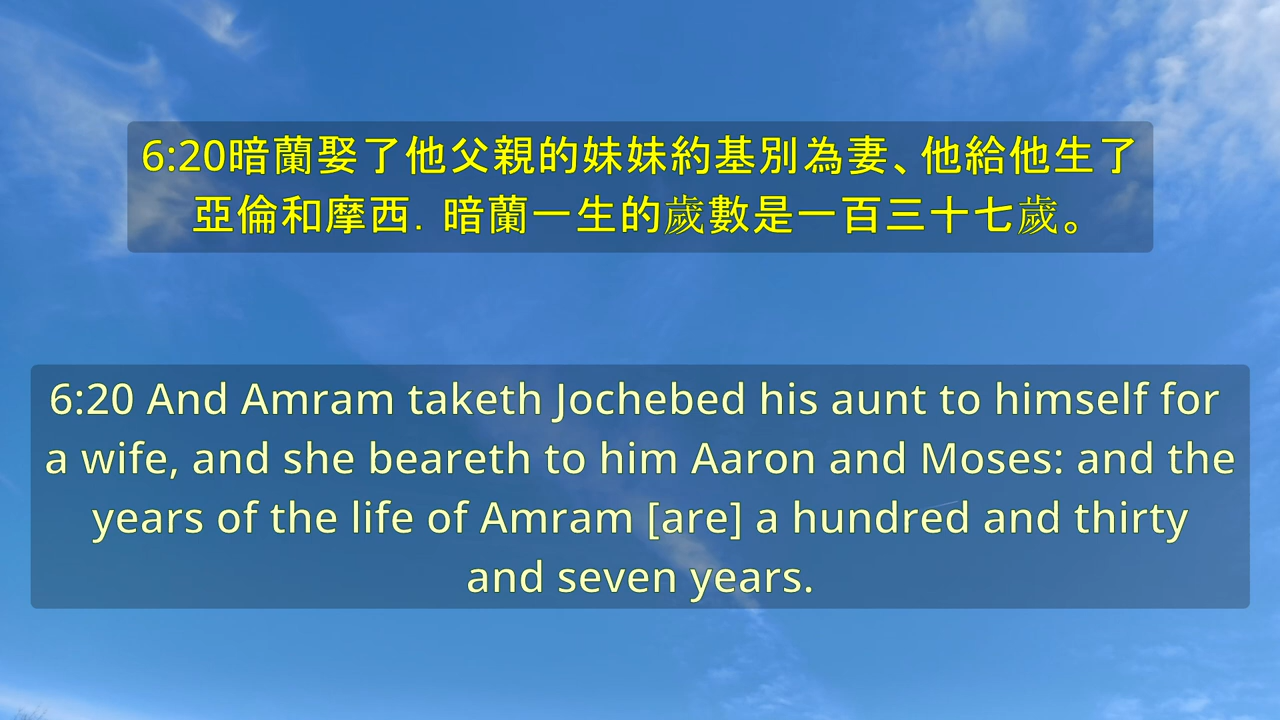 6:20暗蘭娶了他父親的妹妹約基別為妻、他給他生了
亞倫和摩西. 暗蘭一生的歲數是一百三十七歲。
6:20 And Amram taketh Jochebed his aunt to himself for
a wife, and she beareth to him Aaron and Moses: and the
years of the life of Amram [are] a hundred and thirty
and seven years.